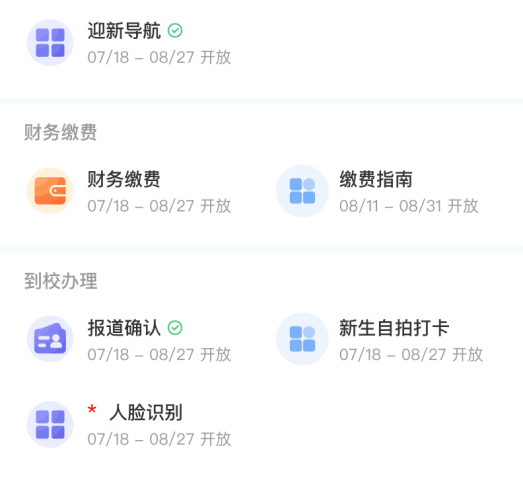 迎新导航
07/18 – 08/27 开放
财务缴费
财务缴费
07/18 – 08/27 开放
缴费指南
08/11 – 08/31 开放
到校办理
报道确认
07/18 – 08/27 开放
新生自拍打卡
07/18 – 08/27 开放
* 人脸识别
07/18 – 08/27 开放